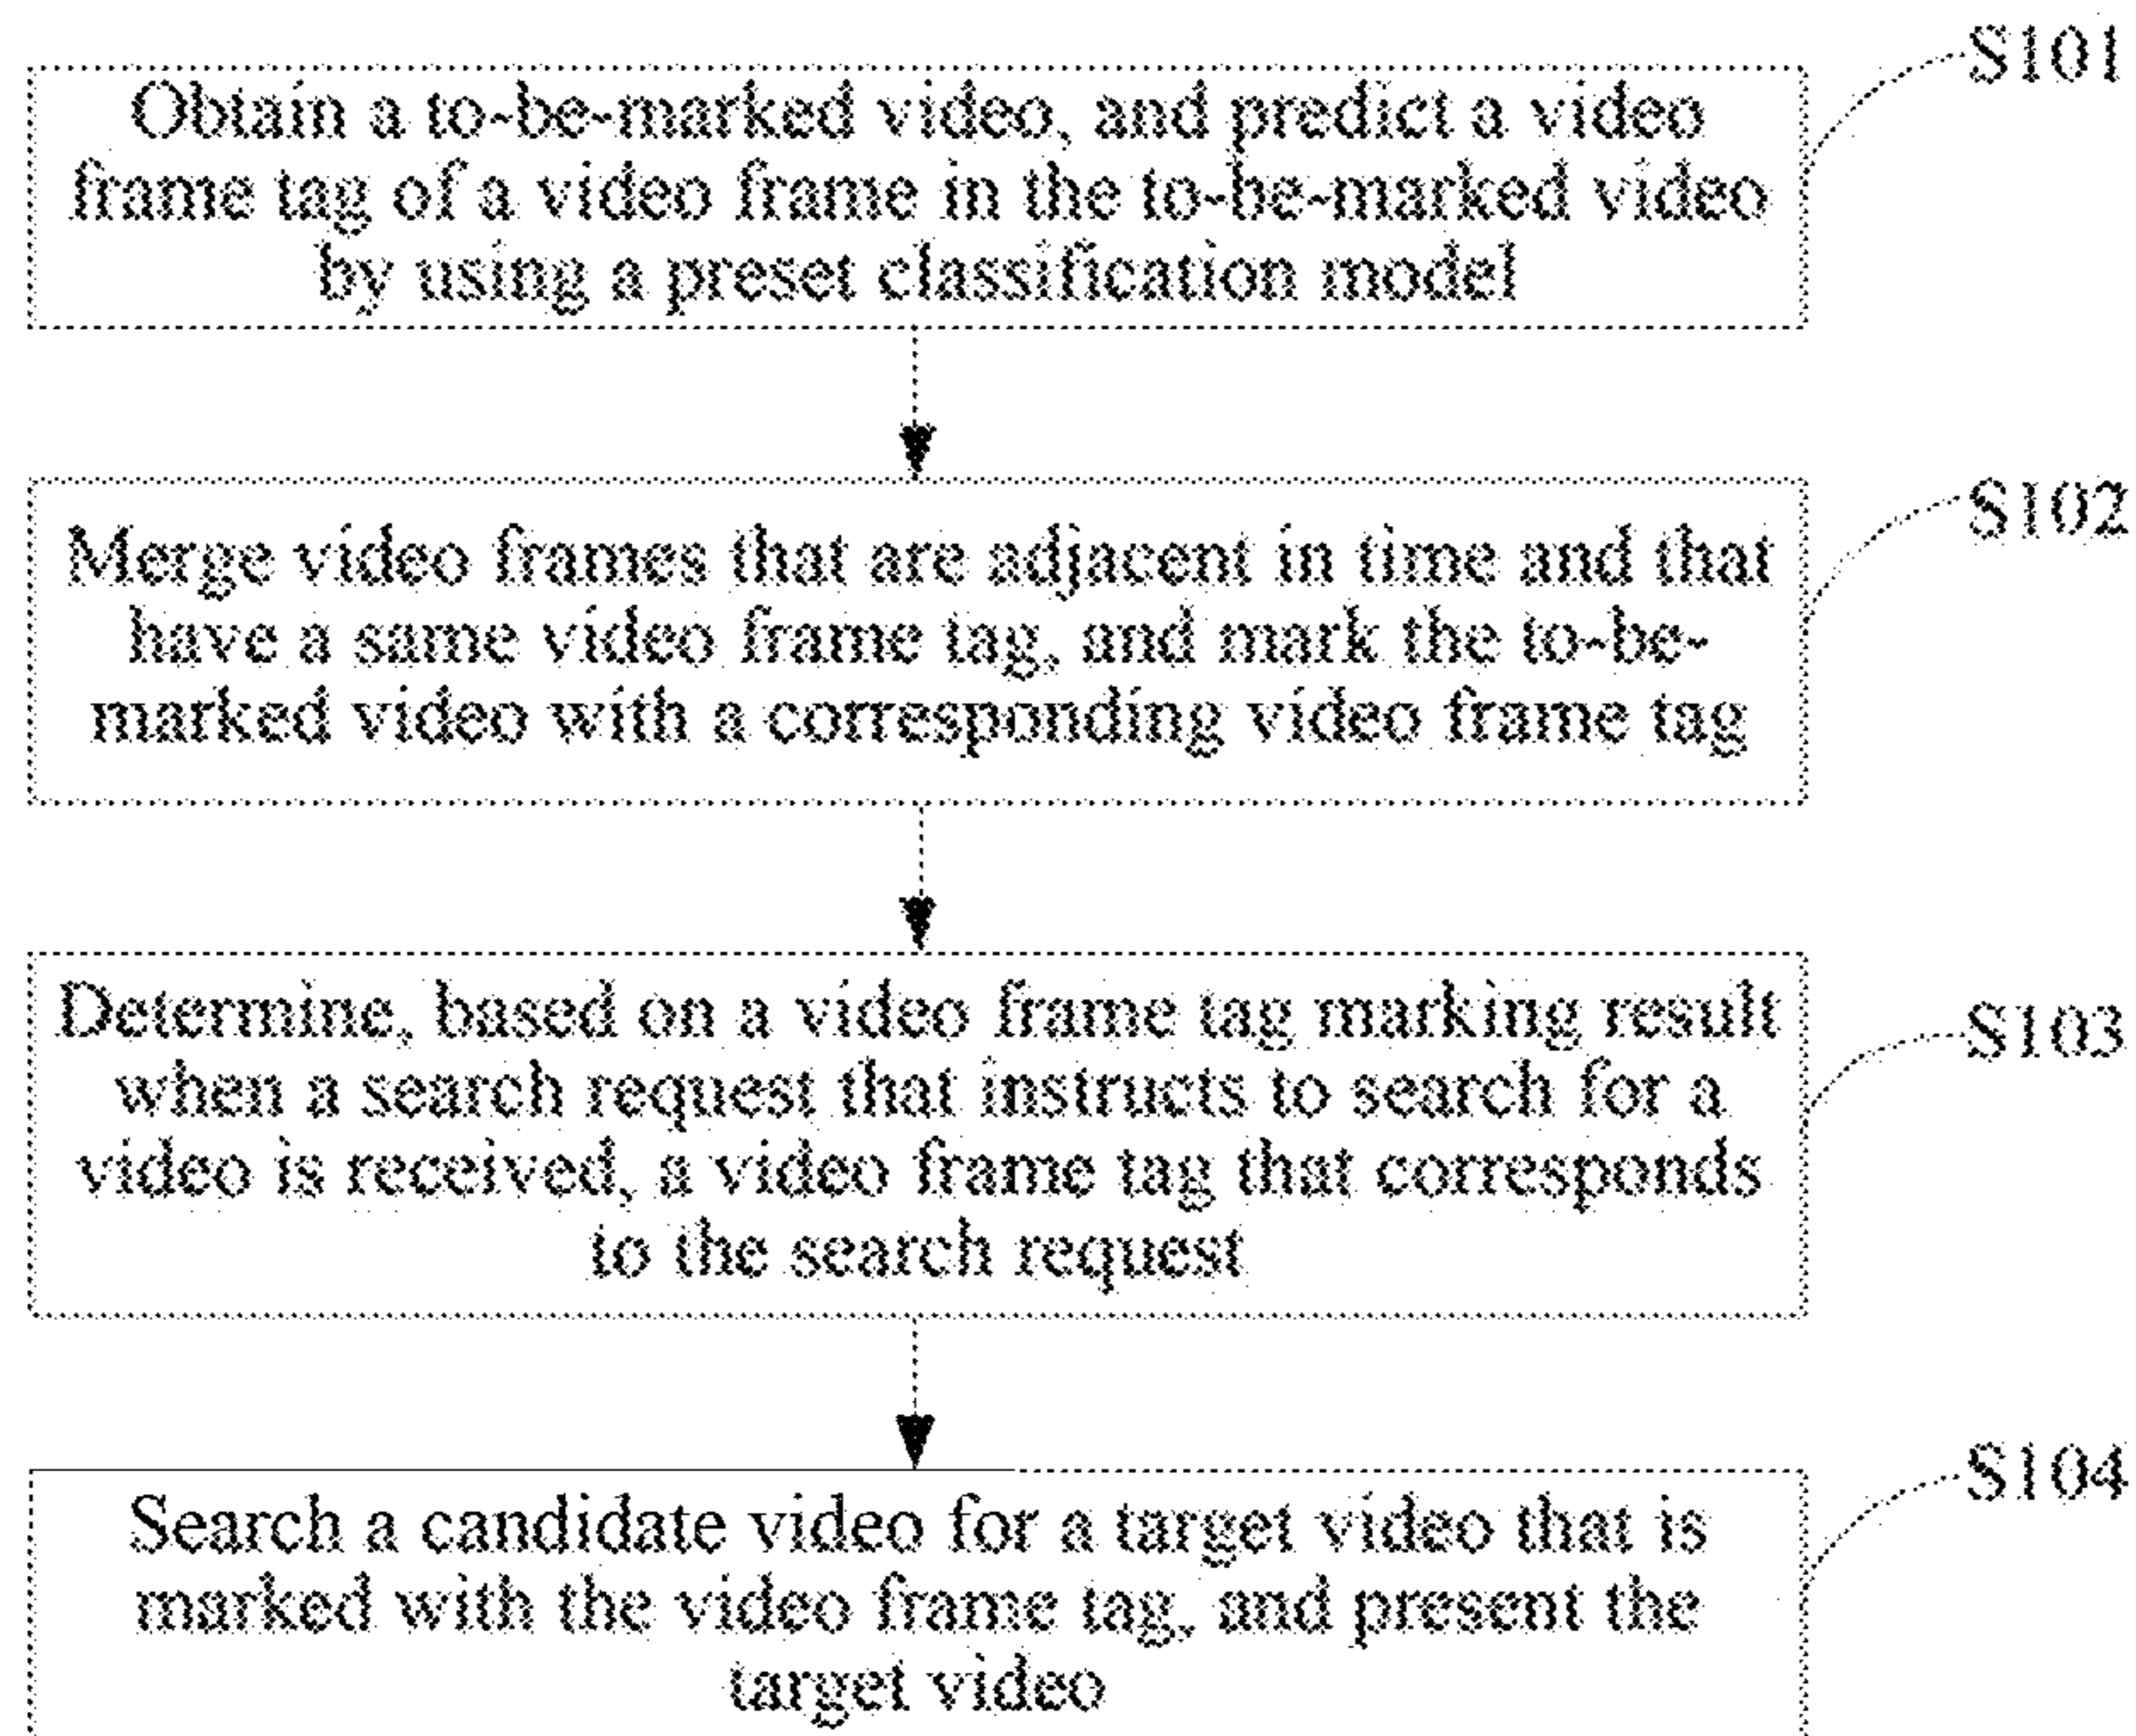 S101
Obtain a to-be-marked video, and predict a video
frame tag of a video frame in the to-be-marked video
by using a preset classification model
S102
Merge video frames that are adjacent in time and that
have a same video frame tag, and mark the to-be-
marked video with a corresponding video frame tag
S103
Determine, based on a video frame tag marking result
when a search request that instructs to search for a
video is received, a video frame tag that corresponds
to the search request
S104
Search a candidate video for a target video that is
marked with the video frame tag, and present the
target video